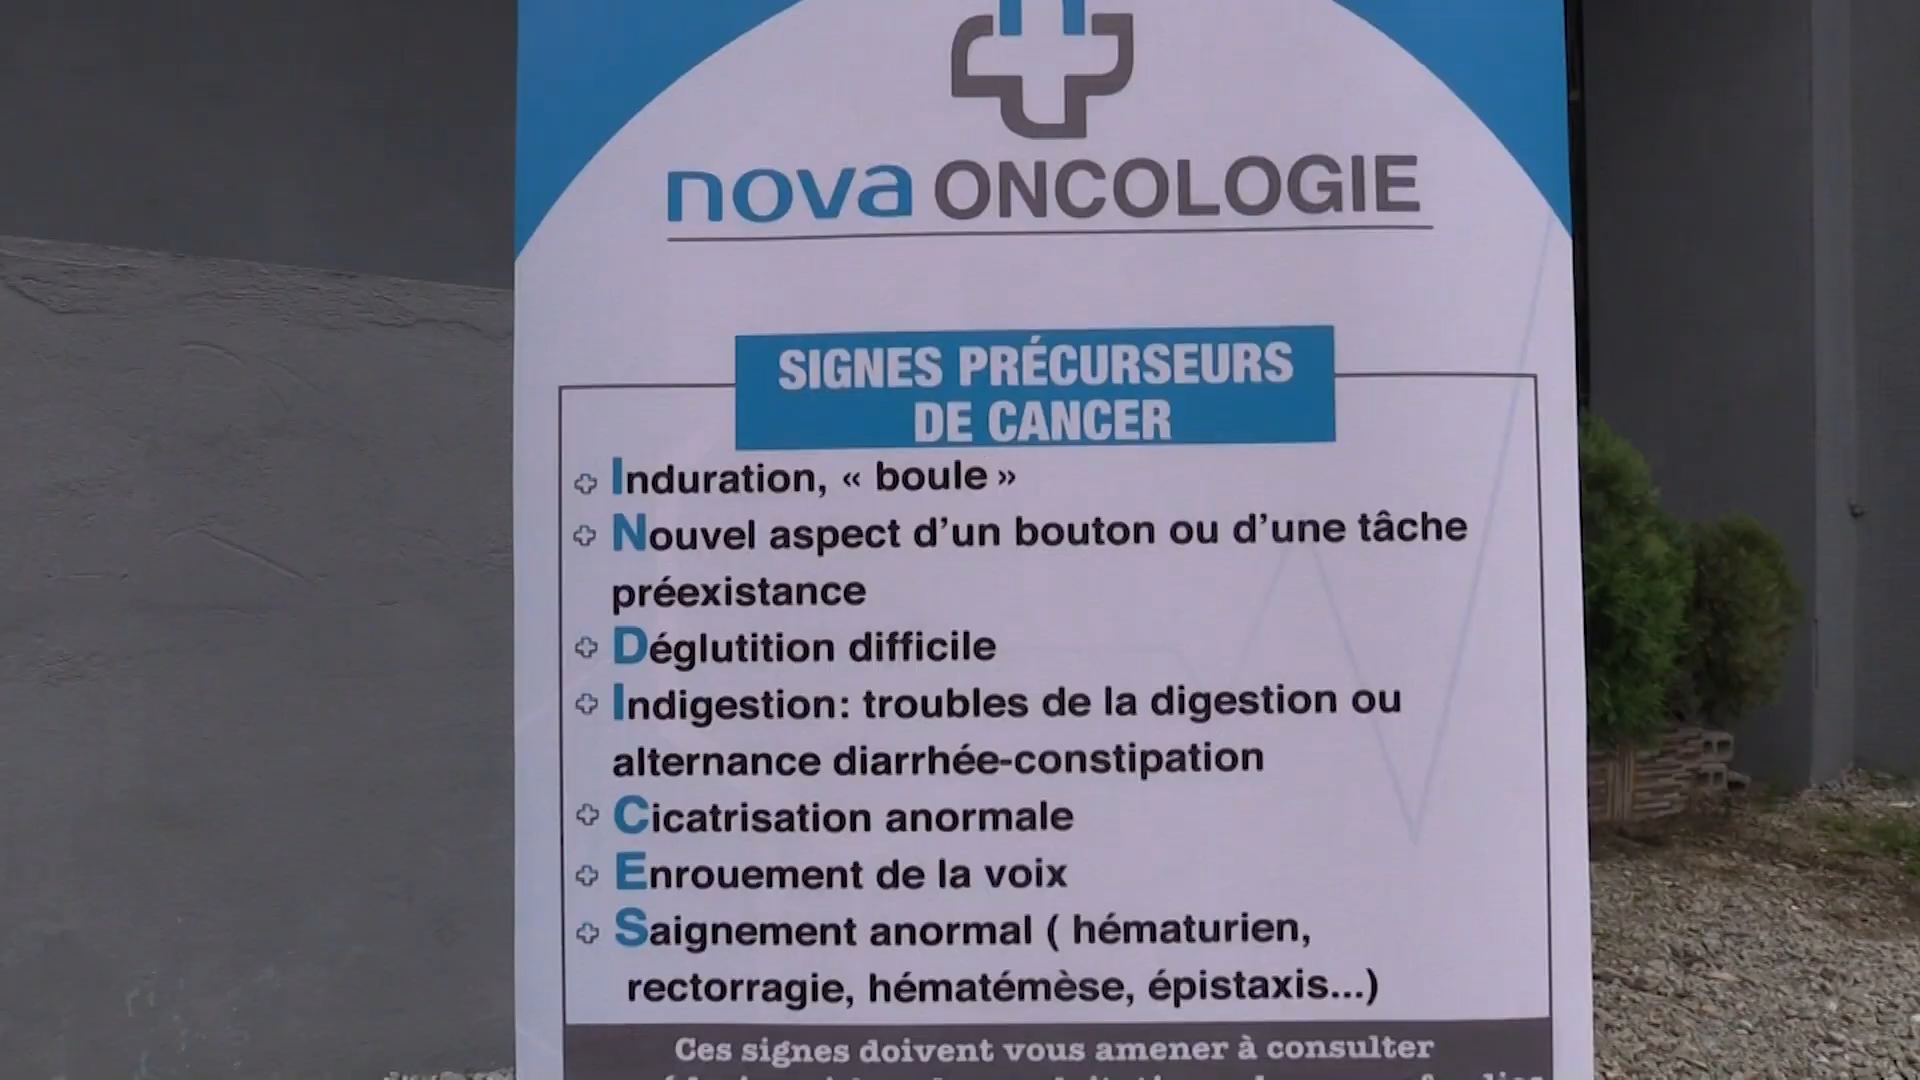 nova ONCOLOGIE
SIGNES PRÉCURSEURS
DE CANCER
Induration, « boule »
Nouvel aspect d'un bouton ou d'une tâche
préexistance
Déglutition difficile
Indigestion: troubles de la digestion ou
alternance diarrhée-constipation
Cicatrisation anormale
Enrouement de la voix
Saignement anormal ( hématurien,
rectorragie, hématémèse, épistaxis...)
Ces signes doivent vous amener à consulter